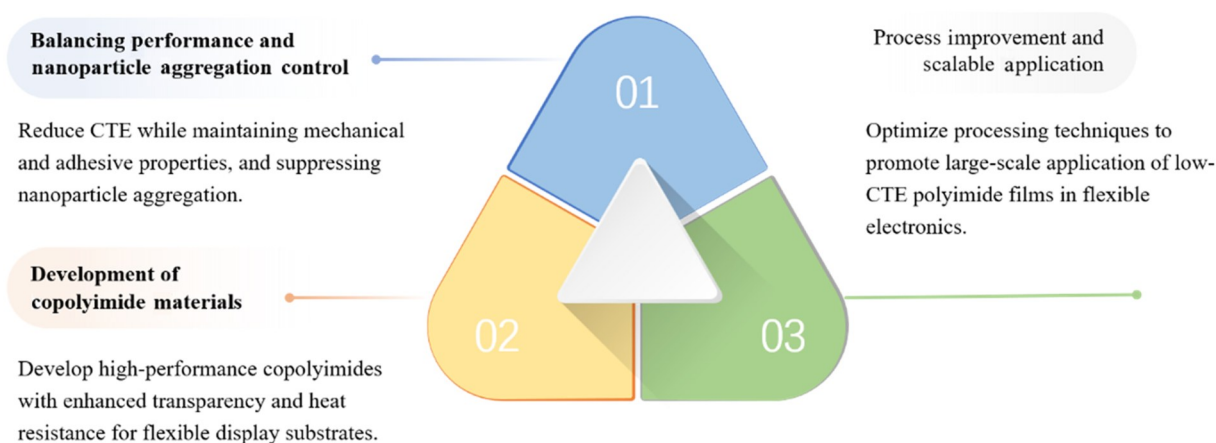 Balancing performance and
nanoparticle aggregation control
Reduce CTE while maintaining mechanical
and adhesive properties, and suppressing
nanoparticle aggregation.
Development of
copolyimide materials
Develop high-performance copolyimides
with enhanced transparency and heat
resistance for flexible display substrates.
01
02
03
Process improvement and
scalable application
Optimize processing techniques to
promote large-scale application of low-
CTE polyimide films in flexible
electronics.